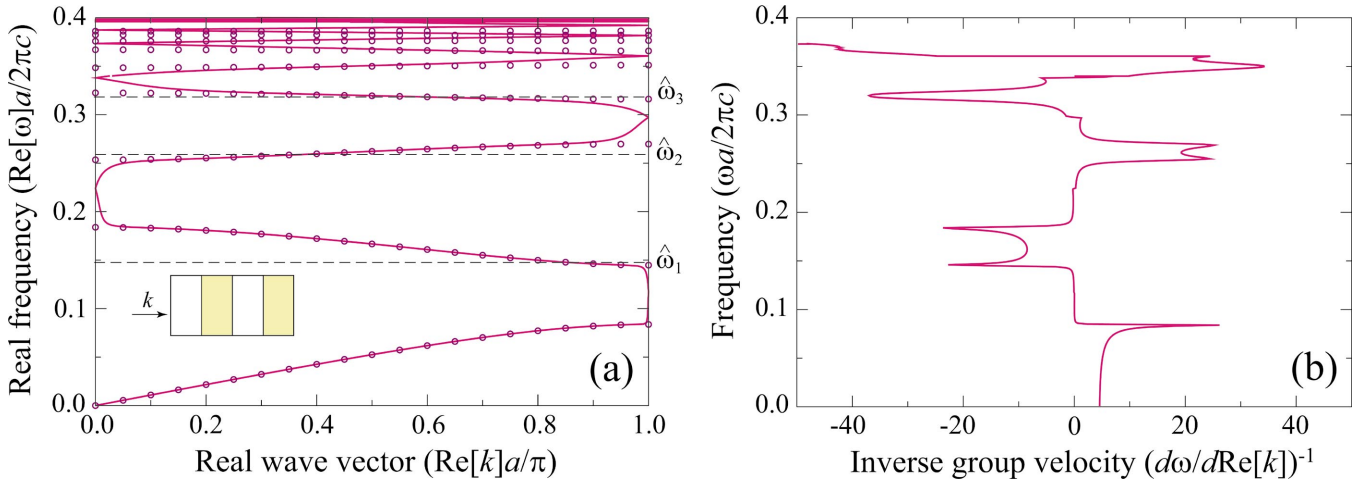 Real frequency (Re[ω]a/2πc)
0.4
0.3
0.2
0.1
0.0
ω̂₃
ω̂₂
ω̂₁
k
(a)
0.0 0.2 0.4 0.6 0.8 1.0
Real wave vector (Re[k]a/π)
Frequency (ωa/2πc)
0.4
0.3
0.2
0.1
0.0
(b)
-40 -20 0 20 40
Inverse group velocity (dω/dRe[k])⁻¹